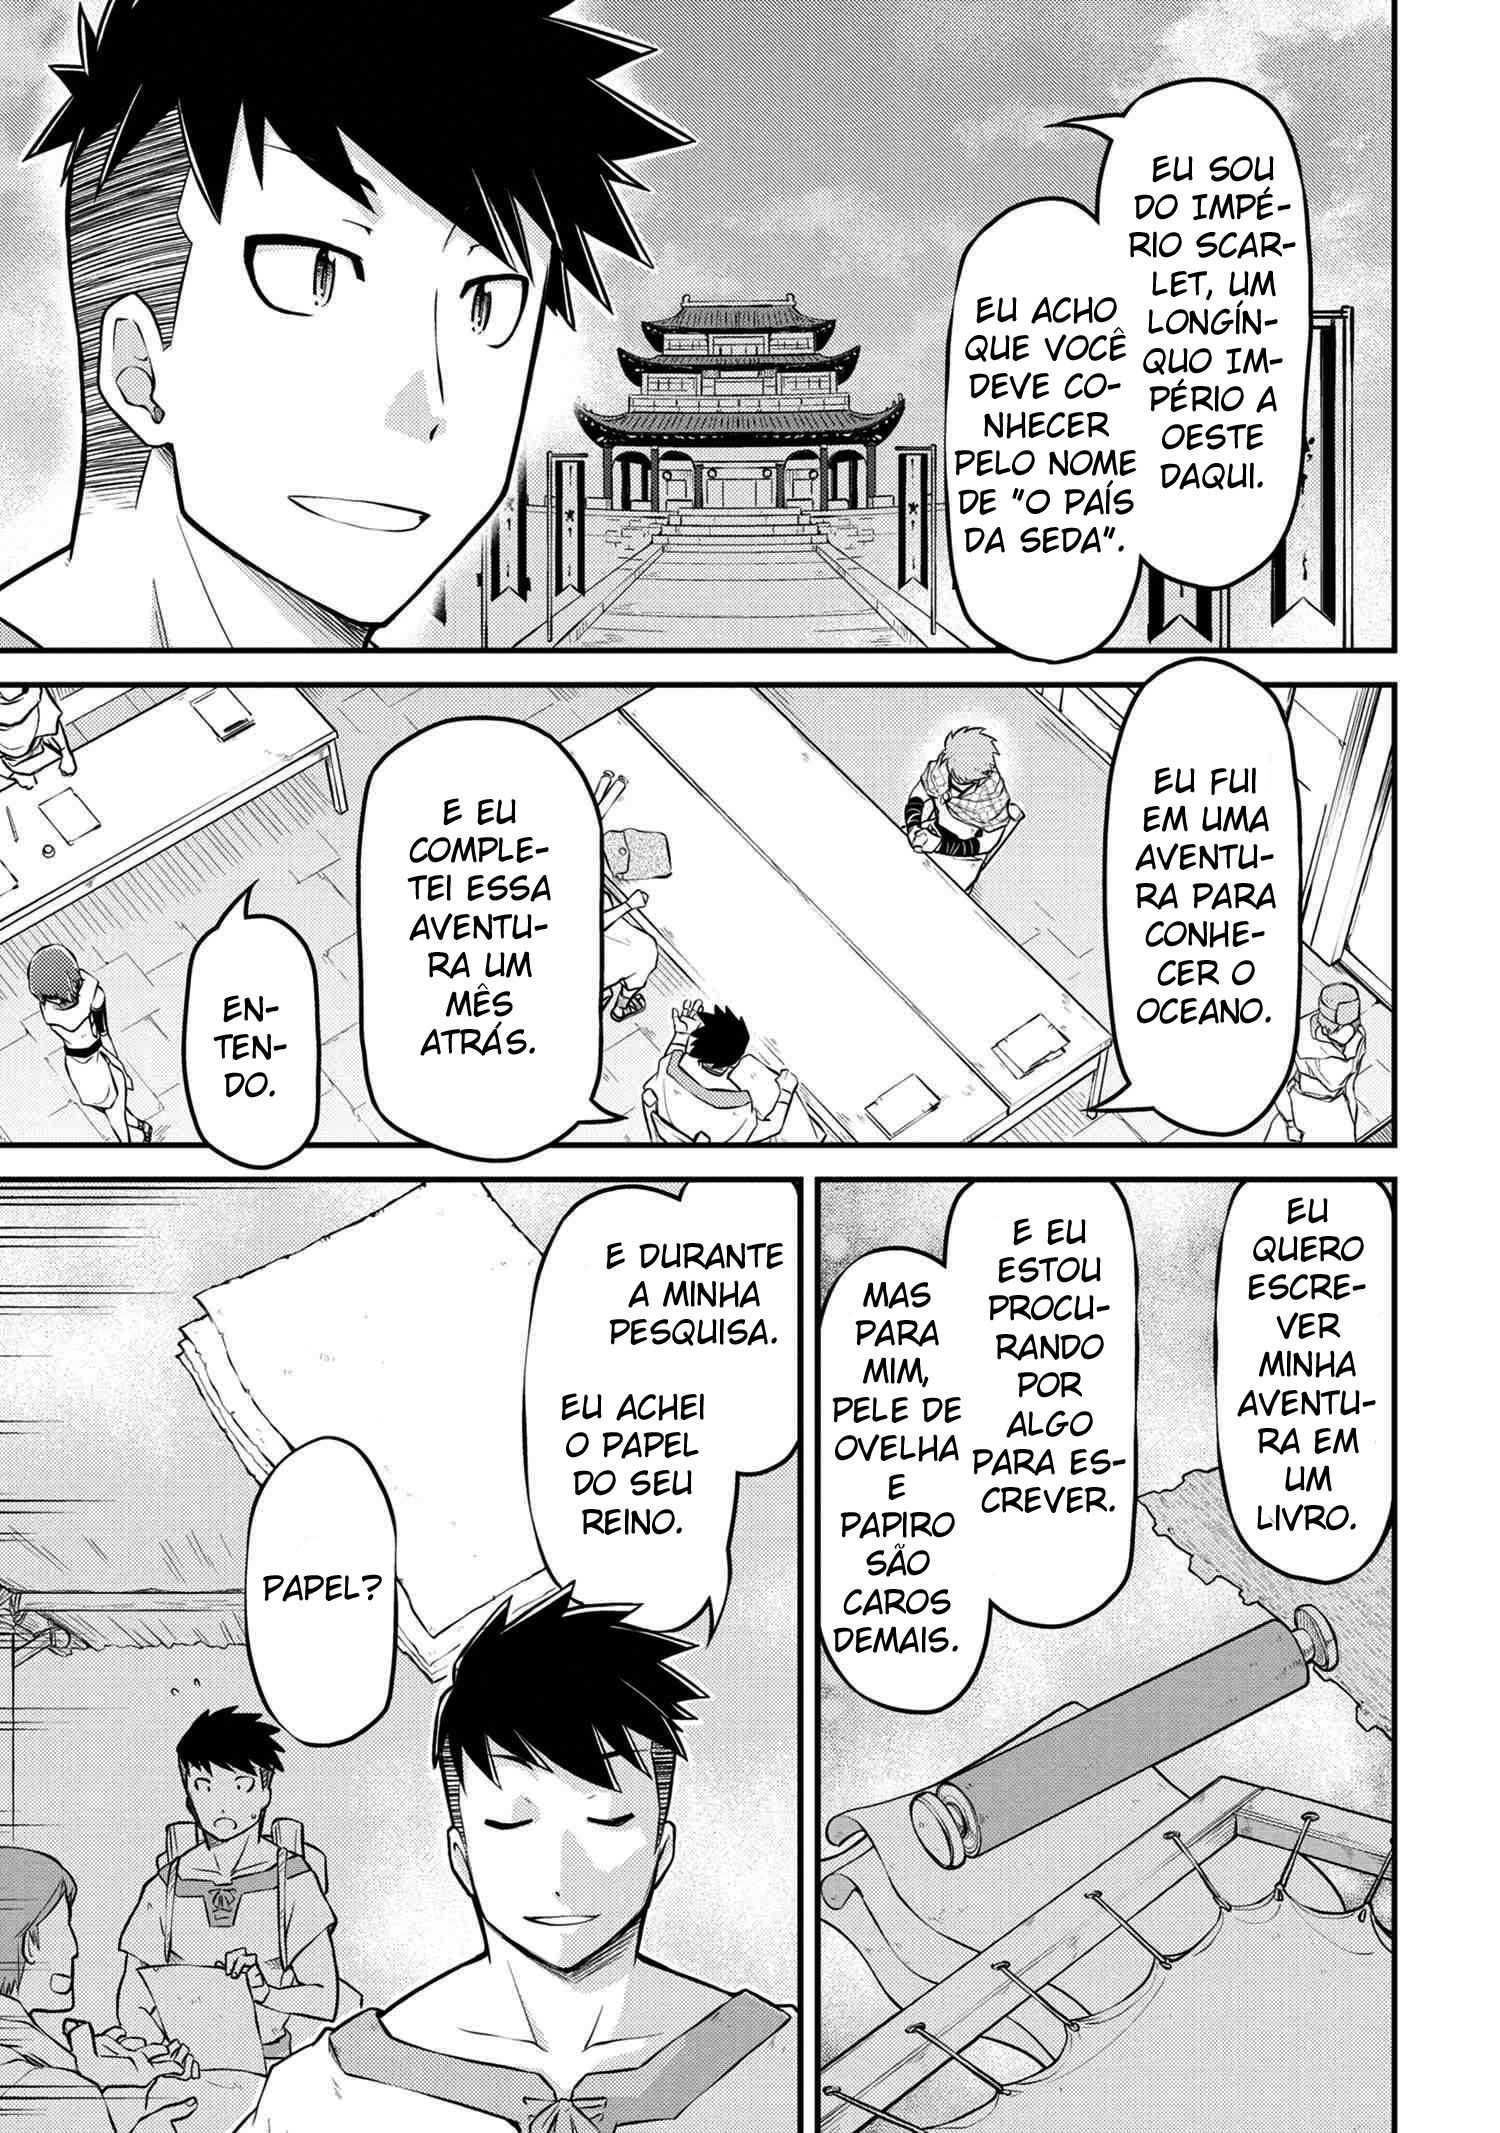 EU SOU
DO IMPÉ-
RIO SCAR-
LET, UM
LONGÍN-
QUO IM-
PÉRIO A
OESTE
DAQUI.
EU ACHO
QUE VOCÊ
DEVE CO-
NHECER
PELO NOME
DE "O PAÍS
DA SEDA".
EU FUI
EM UMA
AVENTU-
RA PARA
CONHE-
CER O
OCEANO.
E EU
COMPLE-
TEI ESSA
AVENTU-
RA UM
MÊS
ATRÁS.
EN-
TEN-
DO.
EU
QUERO
ESCRE-
VER
MINHA
AVENTU-
RA EM
UM
LIVRO.
E EU
ESTOU
PROCU-
RANDO
POR
ALGO
PARA ES-
CREVER.
MAS
PARA
MIM,
PELE DE
OVELHA
E
PAPIRO
SÃO
CAROS
DEMAIS.
E DURANTE
A MINHA
PESQUISA.
EU ACHEI
O PAPEL
DO SEU
REINO.
PAPEL?